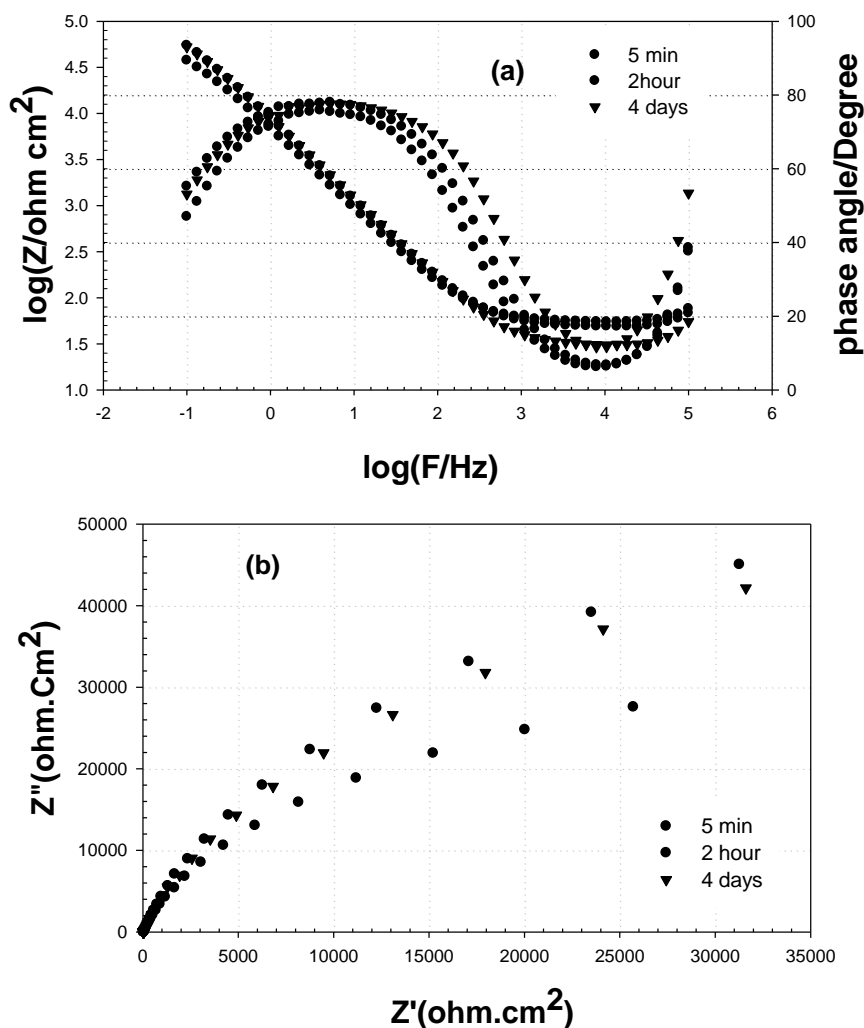 (a)
5 min
2hour
4 days
log(Z/ohm cm²)
5.0
4.5
4.0
3.5
3.0
2.5
2.0
1.5
1.0
phase angle/Degree
100
80
60
40
20
0
-2 -1 0 1 2 3 4 5 6
log(F/Hz)
(b)
Z"(ohm.Cm²)
50000
40000
30000
20000
10000
0
5 min
2 hour
4 days
0 5000 10000 15000 20000 25000 30000 35000
Z'(ohm.cm²)